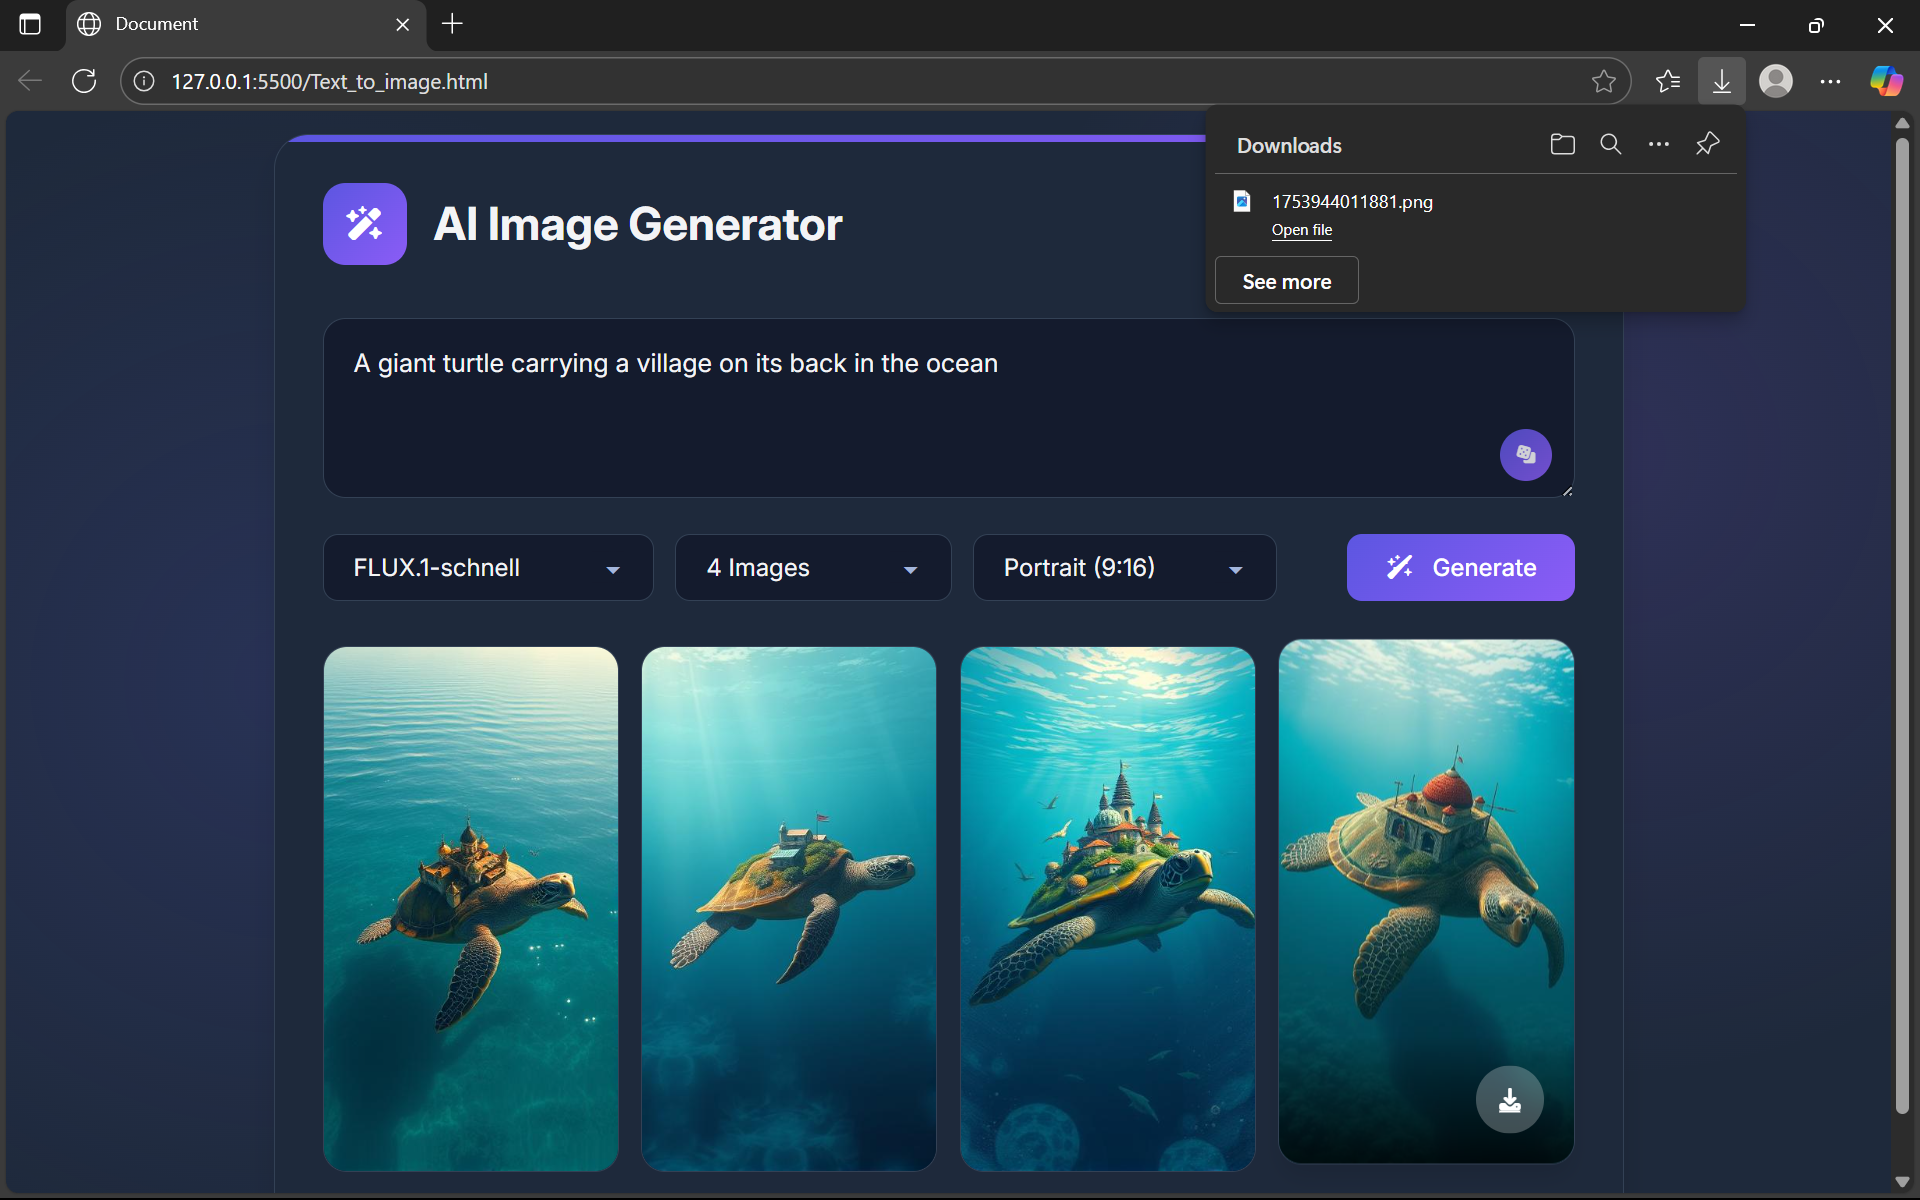 Document
127.0.0.1:5500/Text_to_image.html
Downloads
1753944011881.png
Open file
See more
AI Image Generator
A giant turtle carrying a village on its back in the ocean
FLUX.1-schnell
4 Images
Portrait (9:16)
Generate